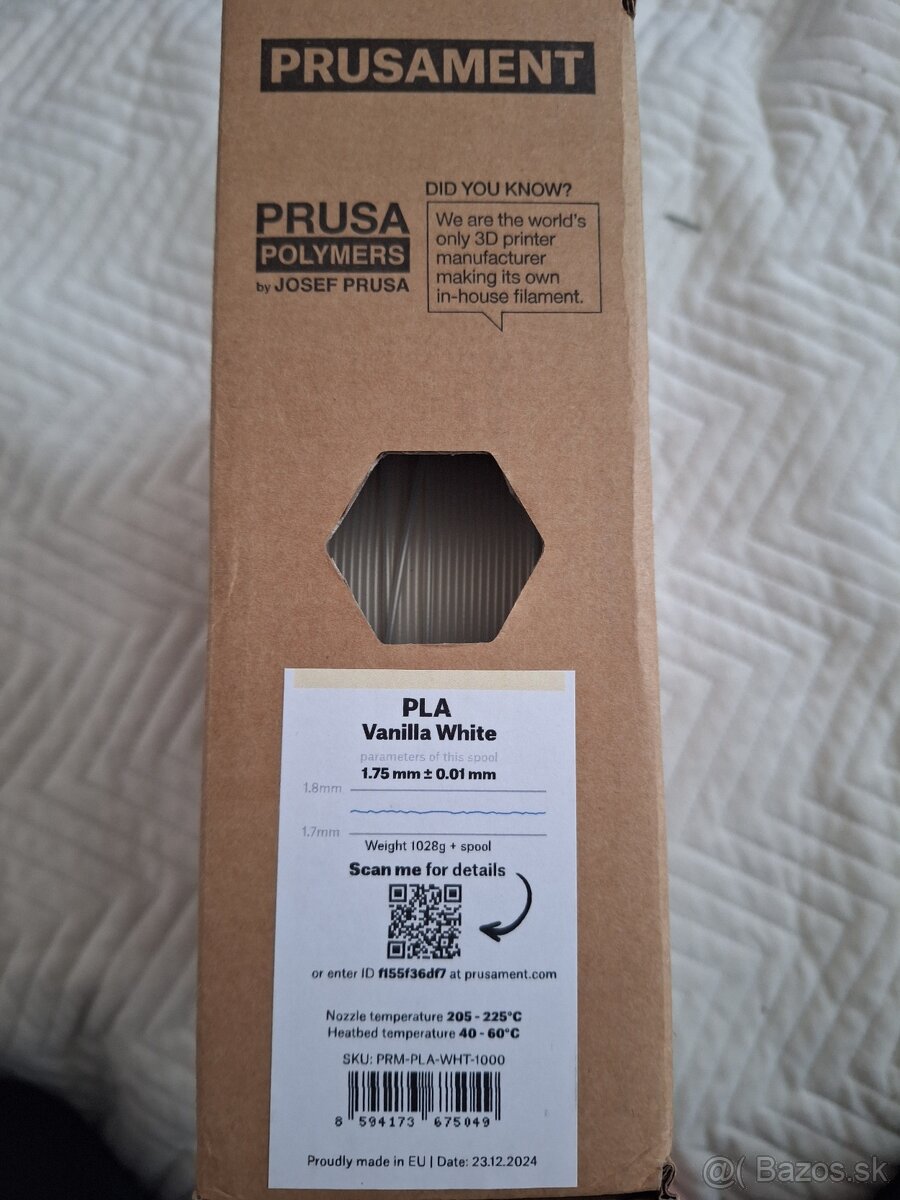 PRUSAMENT
PRUSA
POLYMERS
by JOSEF PRUSA
DID YOU KNOW?
We are the world's
only 3D printer
manufacturer
making its own
in-house filament.
PLA
Vanilla White
parameters of this spool
1.75 mm ± 0.01 mm
1.8mm
1.7mm
Weight 1028g + spool
Scan me for details
or enter ID f155f36df7 at prusament.com
Nozzle temperature 205 - 225°C
Heatbed temperature 40 - 60°C
SKU: PRM-PLA-WHT-1000
8 594173 675049
Proudly made in EU | Date: 23.12.2024
@( Bazos.sk